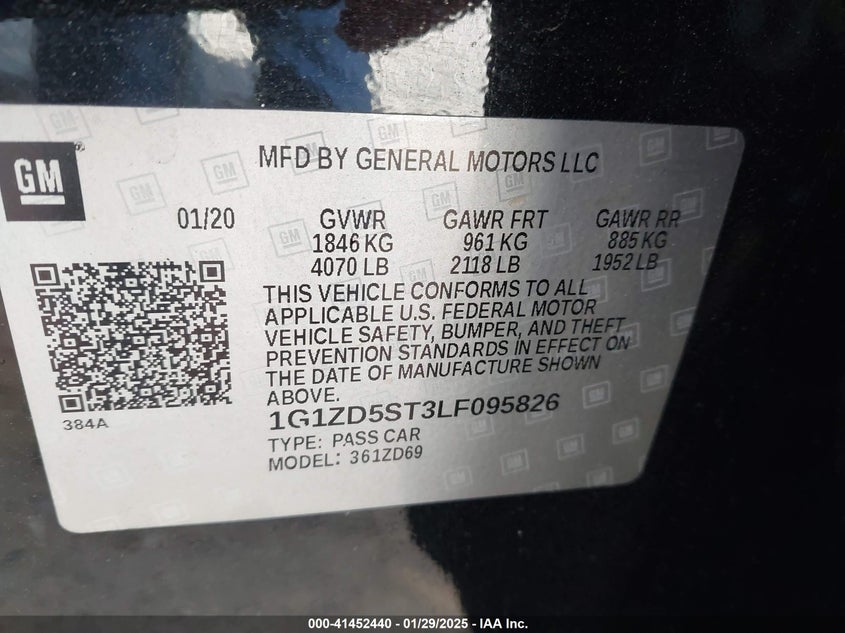 GM
MFD BY GENERAL MOTORS LLC
01/20 GVWR GAWR FRT GAWR RR
1846 KG 961 KG 885 KG
4070 LB 2118 LB 1952 LB
THIS VEHICLE CONFORMS TO ALL
APPLICABLE U.S. FEDERAL MOTOR
VEHICLE SAFETY, BUMPER, AND THEFT
PREVENTION STANDARDS IN EFFECT ON
THE DATE OF MANUFACTURE SHOWN
ABOVE.
1G1ZD5ST3LF095826
384A
TYPE: PASS CAR
MODEL: 361ZD69
000-41452440 - 01/29/2025 - IAA Inc.